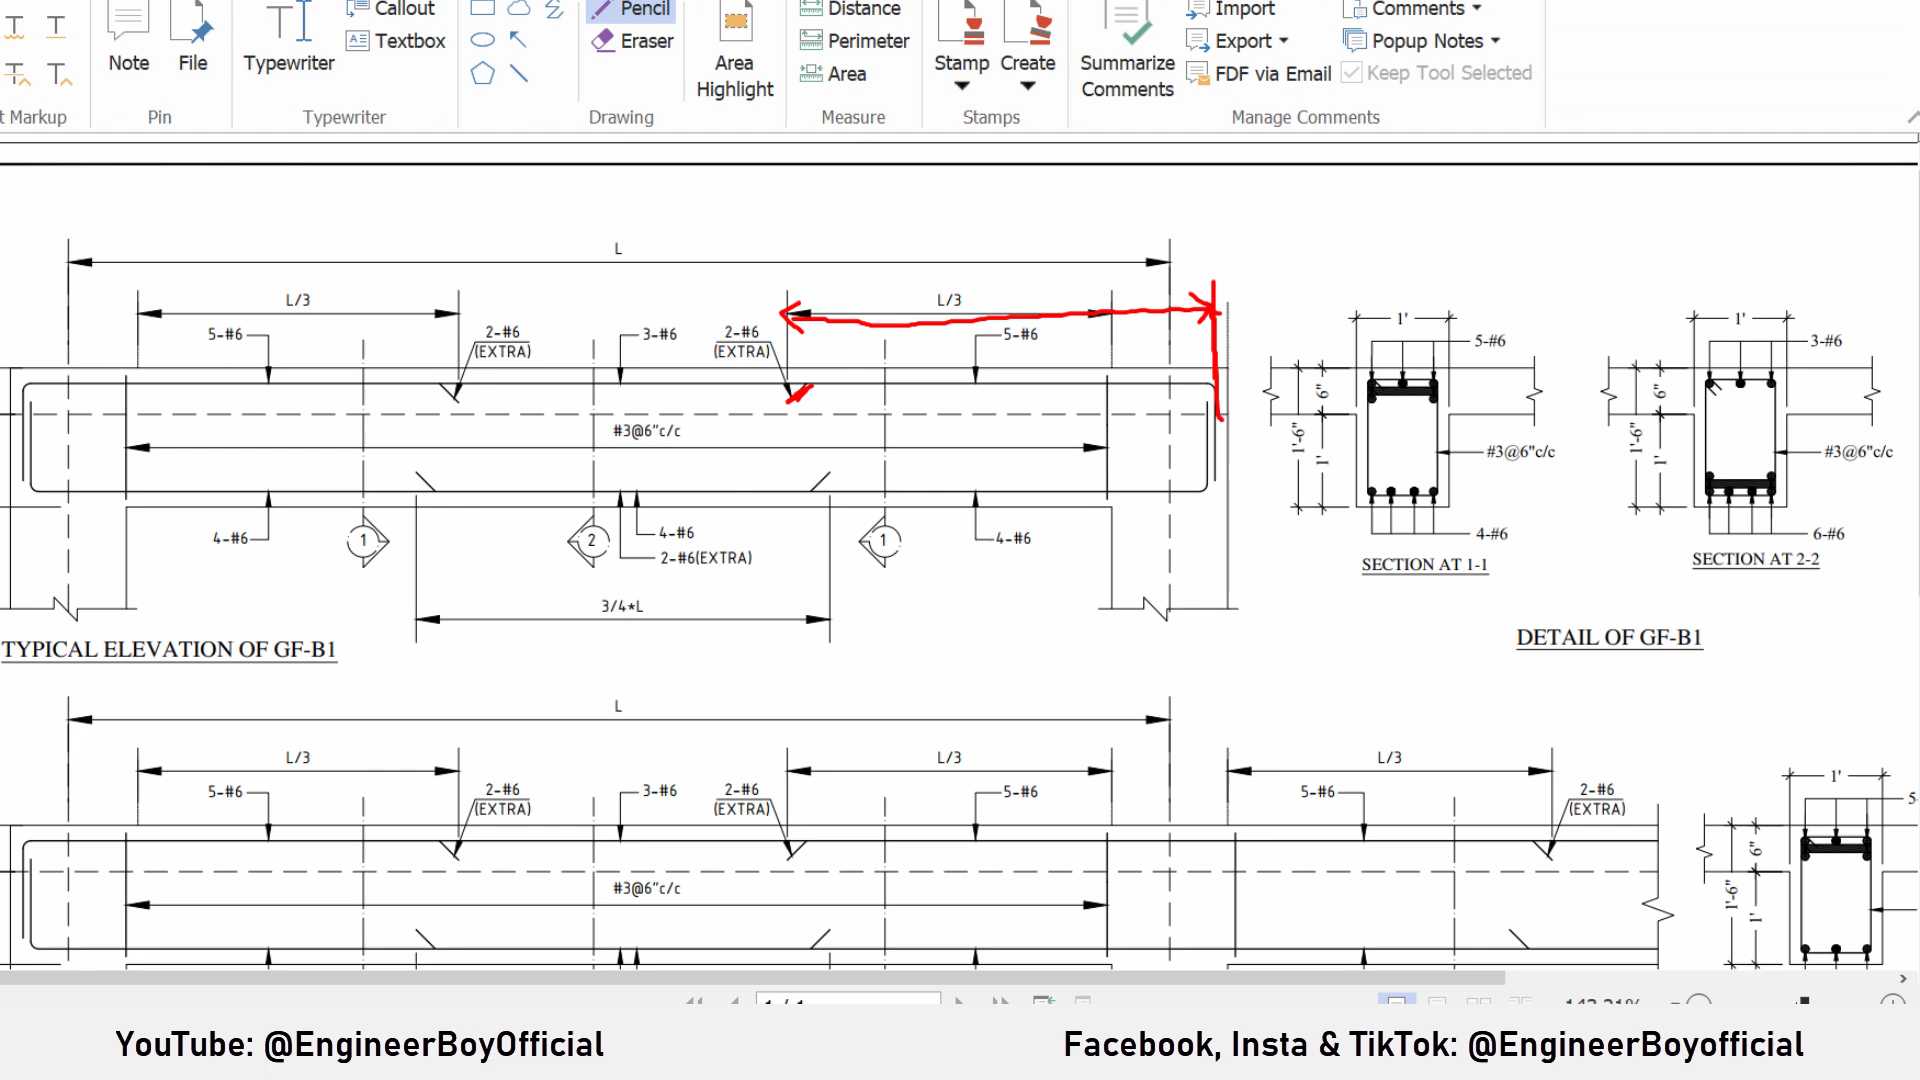 Callout
Pencil
Distance
Import
Comments
Textbox
Eraser
Perimeter
Export
Popup Notes
Note
File
Typewriter
Area
Highlight
Area
Stamp
Create
Summarize
Comments
FDF via Email
Keep Tool Selected
t Markup
Pin
Typewriter
Drawing
Measure
Stamps
Manage Comments
L
L/3
L/3
5-#6
2-#6
(EXTRA)
3-#6
2-#6
(EXTRA)
5-#6
#3@6"c/c
4-#6
1
2
4-#6
2-#6(EXTRA)
1
4-#6
3/4*L
TYPICAL ELEVATION OF GF-B1
1'
5-#6
6"
1'-6"
1'
#3@6"c/c
4-#6
SECTION AT 1-1
1'
3-#6
6"
1'-6"
1'
#3@6"c/c
6-#6
SECTION AT 2-2
DETAIL OF GF-B1
L
L/3
L/3
L/3
5-#6
2-#6
(EXTRA)
3-#6
2-#6
(EXTRA)
5-#6
5-#6
2-#6
(EXTRA)
#3@6"c/c
1'
5-
6"
1'-6"
1'
YouTube: @EngineerBoyOfficial
Facebook, Insta & TikTok: @EngineerBoyofficial